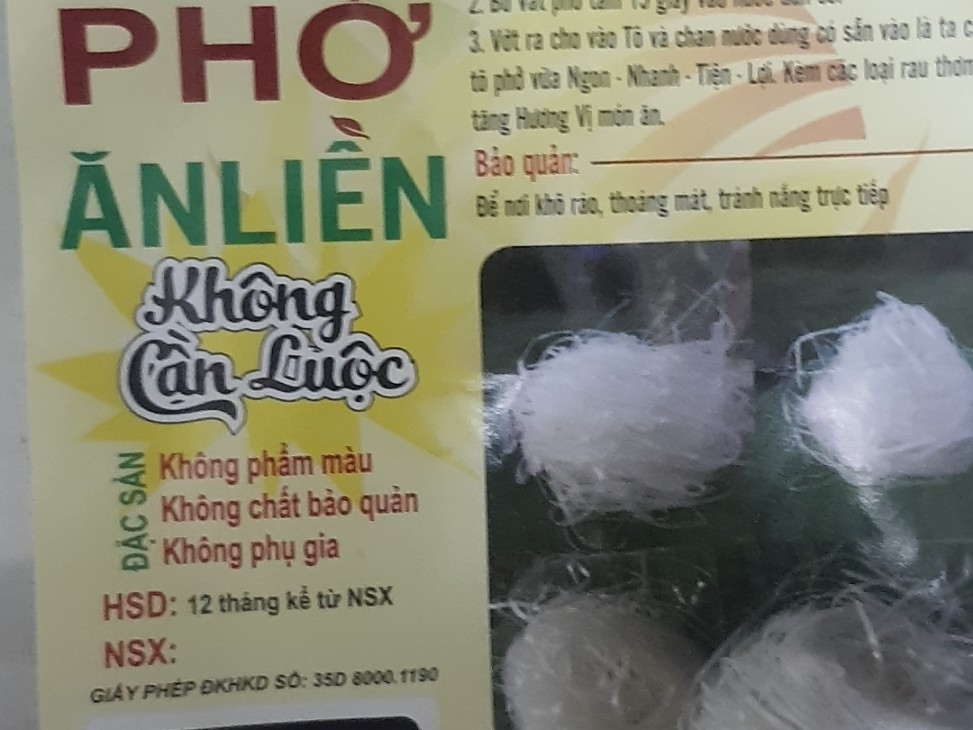 PHỞ
ĂN LIỀN
Không
Cần Luộc
ĐẶC SẢN
Không phẩm màu
Không chất bảo quản
Không phụ gia
HSD: 12 tháng kể từ NSX
NSX:
GIẤY PHÉP ĐKHKD SỐ: 35D 8000.1190
3. Vớt ra cho vào Tô và chan nước dùng có sẵn vào là ta c
tô phở vừa Ngon - Nhanh - Tiện - Lợi. Kèm các loại rau thơm
tăng Hương Vị món ăn.
Bảo quản:
Để nơi khô ráo, thoáng mát, tránh nắng trực tiếp